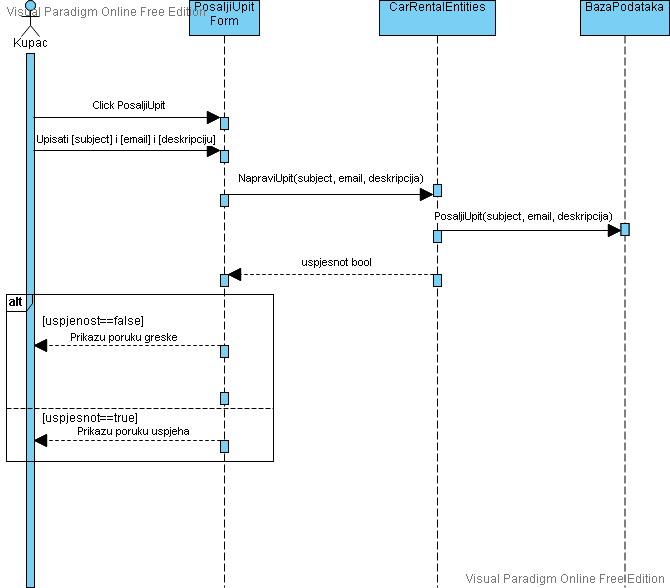 Visual Paradigm Online Free Edition
PosaljiUpit
Form
CarRentalEntities
BazaPodataka
Kupac
Click PosaljiUpit
Upisati [subject] i [email] i [deskripciju]
NapraviUpit(subject, email, deskripcija)
PosaljiUpit(subject, email, deskripcija)
uspjesnot bool
alt
[uspjenost==false]
Prikazu poruku greske
[uspjesnot==true]
Prikazu poruku uspjeha
Visual Paradigm Online Free Edition